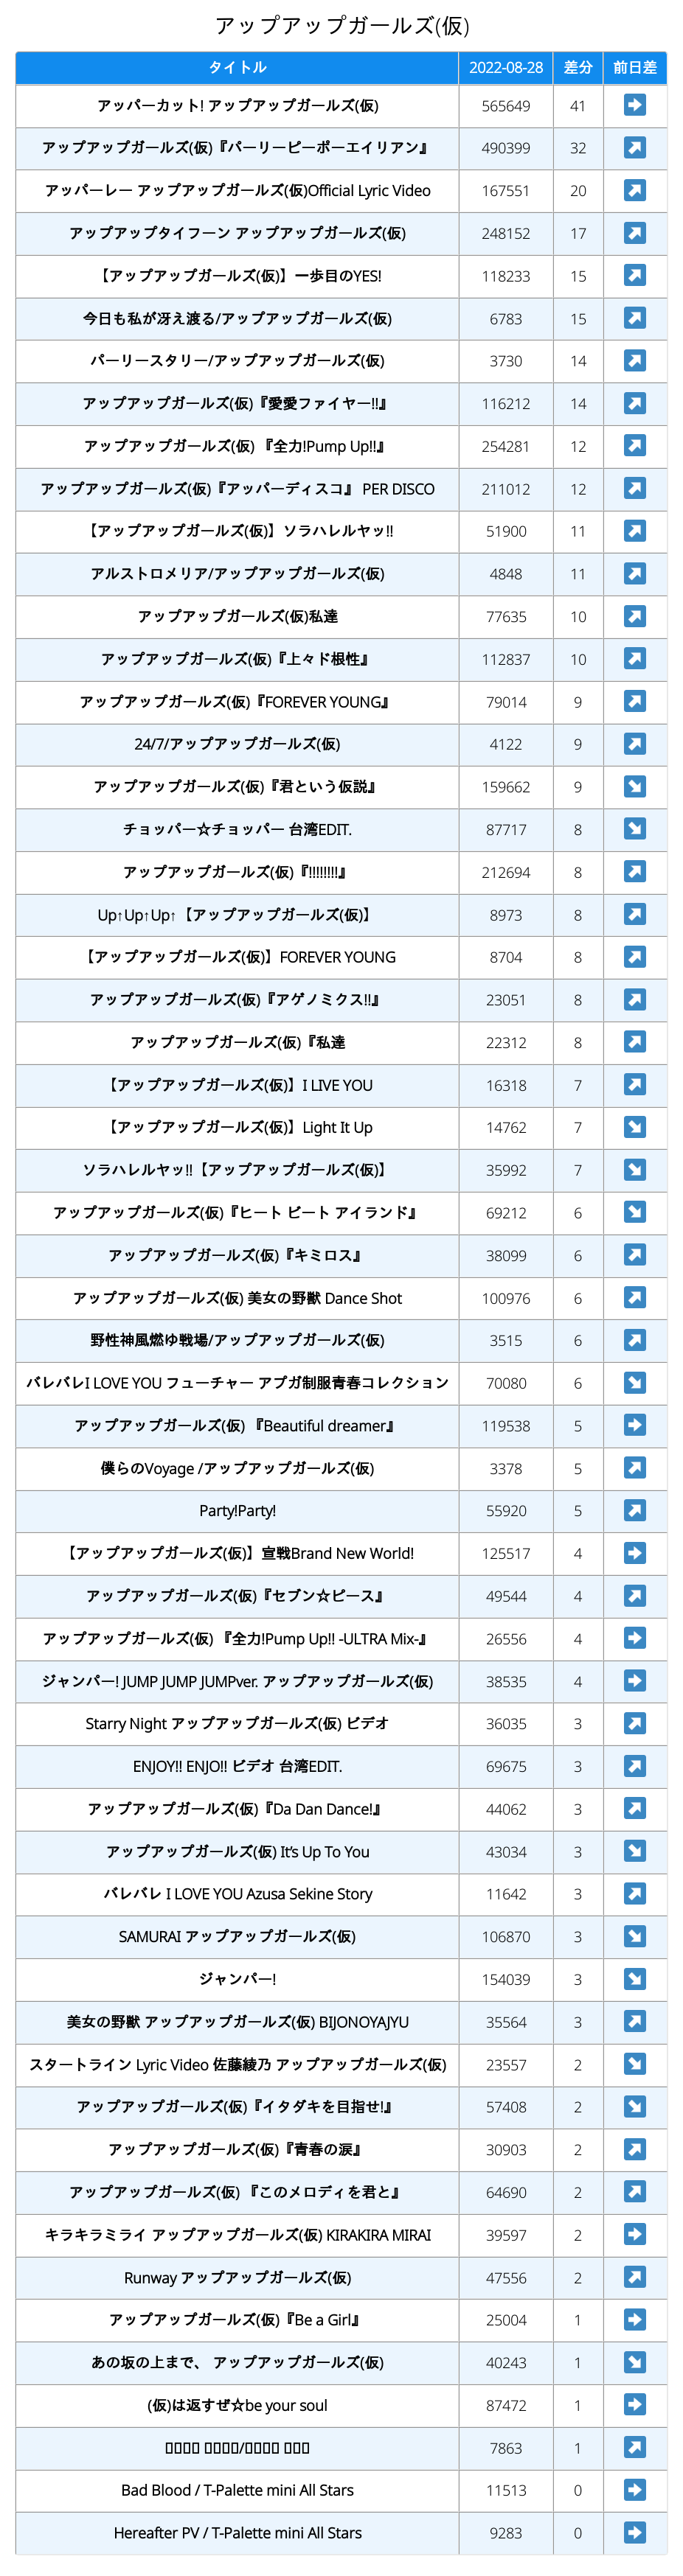 アップアップガールズ(仮)
タイトル 2022-08-28 差分 前日差
アッパーカット! アップアップガールズ(仮) 565649 41 ➡
アップアップガールズ(仮)『パーリーピーポーエイリアン』 490399 32 ↗
アッパーレー アップアップガールズ(仮)Official Lyric Video 167551 20 ↗
アップアップタイフーン アップアップガールズ(仮) 248152 17 ↗
【アップアップガールズ(仮)】一歩目のYES! 118233 15 ↗
今日も私が冴え渡る/アップアップガールズ(仮) 6783 15 ↗
パーリースタリー/アップアップガールズ(仮) 3730 14 ↗
アップアップガールズ(仮)『愛愛ファイヤー!!』 116212 14 ↗
アップアップガールズ(仮) 『全力!Pump Up!!』 254281 12 ↗
アップアップガールズ(仮)『アッパーディスコ』 PER DISCO 211012 12 ↗
【アップアップガールズ(仮)】ソラハレルヤッ!! 51900 11 ↗
アルストロメリア/アップアップガールズ(仮) 4848 11 ↗
アップアップガールズ(仮)私達 77635 10 ↗
アップアップガールズ(仮)『上々ド根性』 112837 10 ↗
アップアップガールズ(仮)『FOREVER YOUNG』 79014 9 ↗
24/7/アップアップガールズ(仮) 4122 9 ↗
アップアップガールズ(仮)『君という仮説』 159662 9 ↘
チョッパー☆チョッパー 台湾EDIT. 87717 8 ↘
アップアップガールズ(仮)『!!!!!!!!』 212694 8 ↗
Up↑Up↑Up↑【アップアップガールズ(仮)】 8973 8 ↗
【アップアップガールズ(仮)】FOREVER YOUNG 8704 8 ↗
アップアップガールズ(仮)『アゲノミクス!!』 23051 8 ↗
アップアップガールズ(仮)『私達 22312 8 ↗
【アップアップガールズ(仮)】I LIVE YOU 16318 7 ↗
【アップアップガールズ(仮)】Light It Up 14762 7 ↘
ソラハレルヤッ!!【アップアップガールズ(仮)】 35992 7 ↘
アップアップガールズ(仮)『ヒート ビート アイランド』 69212 6 ↘
アップアップガールズ(仮)『キミロス』 38099 6 ↗
アップアップガールズ(仮) 美女の野獣 Dance Shot 100976 6 ↗
野性神風燃ゆ戦場/アップアップガールズ(仮) 3515 6 ↗
バレバレI LOVE YOU フューチャー アプガ制服青春コレクション 70080 6 ↘
アップアップガールズ(仮) 『Beautiful dreamer』 119538 5 ➡
僕らのVoyage /アップアップガールズ(仮) 3378 5 ↗
Party!Party! 55920 5 ↗
【アップアップガールズ(仮)】宣戦Brand New World! 125517 4 ➡
アップアップガールズ(仮)『セブン☆ピース』 49544 4 ↗
アップアップガールズ(仮) 『全力!Pump Up!! -ULTRA Mix-』 26556 4 ➡
ジャンパー! JUMP JUMP JUMPver. アップアップガールズ(仮) 38535 4 ➡
Starry Night アップアップガールズ(仮) ビデオ 36035 3 ↗
ENJOY!! ENJO!! ビデオ 台湾EDIT. 69675 3 ↗
アップアップガールズ(仮)『Da Dan Dance!』 44062 3 ↗
アップアップガールズ(仮) It's Up To You 43034 3 ↘
バレバレ I LOVE YOU Azusa Sekine Story 11642 3 ↗
SAMURAI アップアップガールズ(仮) 106870 3 ↘
ジャンパー! 154039 3 ↘
美女の野獣 アップアップガールズ(仮) BIJONOYAJYU 35564 3 ↗
スタートライン Lyric Video 佐藤綾乃 アップアップガールズ(仮) 23557 2 ↘
アップアップガールズ(仮)『イタダキを目指せ!』 57408 2 ↘
アップアップガールズ(仮)『青春の涙』 30903 2 ↗
アップアップガールズ(仮) 『このメロディを君と』 64690 2 ↗
キラキラミライ アップアップガールズ(仮) KIRAKIRA MIRAI 39597 2 ➡
Runway アップアップガールズ(仮) 47556 2 ↗
アップアップガールズ(仮)『Be a Girl』 25004 1 ➡
あの坂の上まで、 アップアップガールズ(仮) 40243 1 ↘
(仮)は返すぜ☆be your soul 87472 1 ➡
▯▯▯▯ ▯▯▯▯/▯▯▯▯ ▯▯▯ 7863 1 ↗
Bad Blood / T-Palette mini All Stars 11513 0 ➡
Hereafter PV / T-Palette mini All Stars 9283 0 ➡